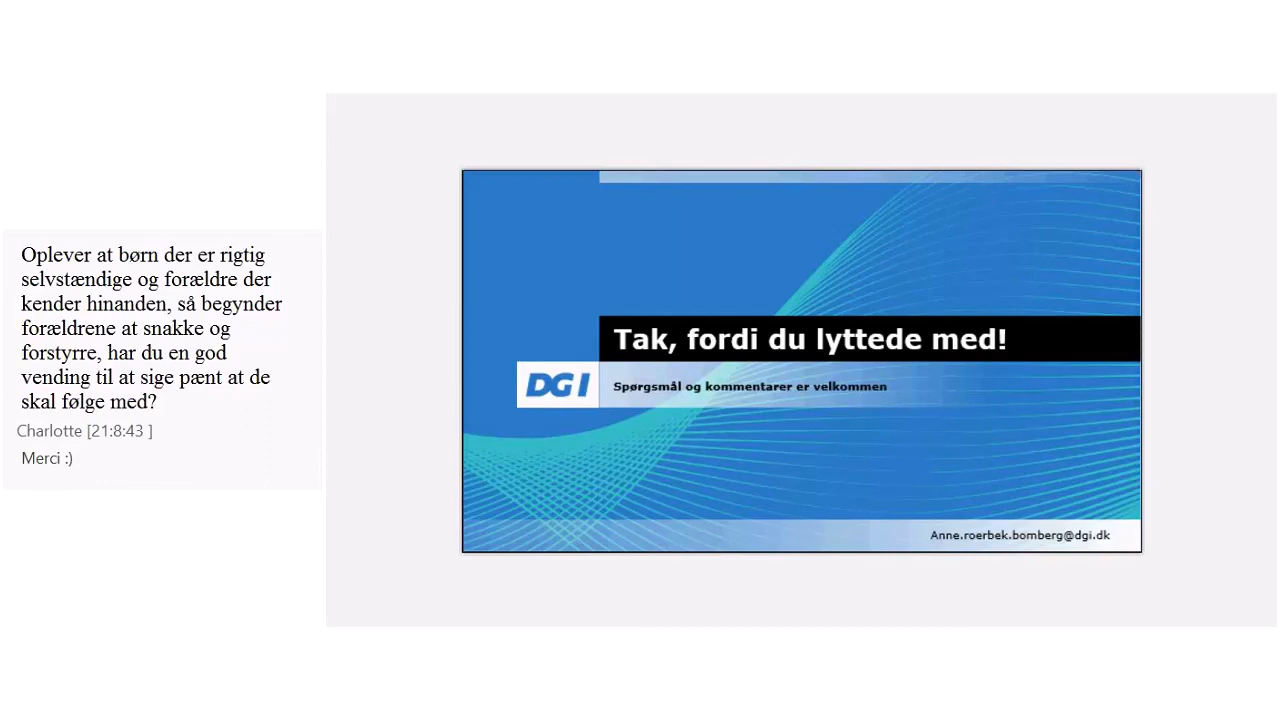 Oplever at børn der er rigtig
selvstændige og forældre der
kender hinanden, så begynder
forældrene at snakke og
forstyrre, har du en god
vending til at sige pænt at de
skal følge med?
Charlotte [21:8:43 ]
Merci :)
Tak, fordi du lyttede med!
DGI
Spørgsmål og kommentarer er velkommen
Anne.roerbek.bomberg@dgi.dk